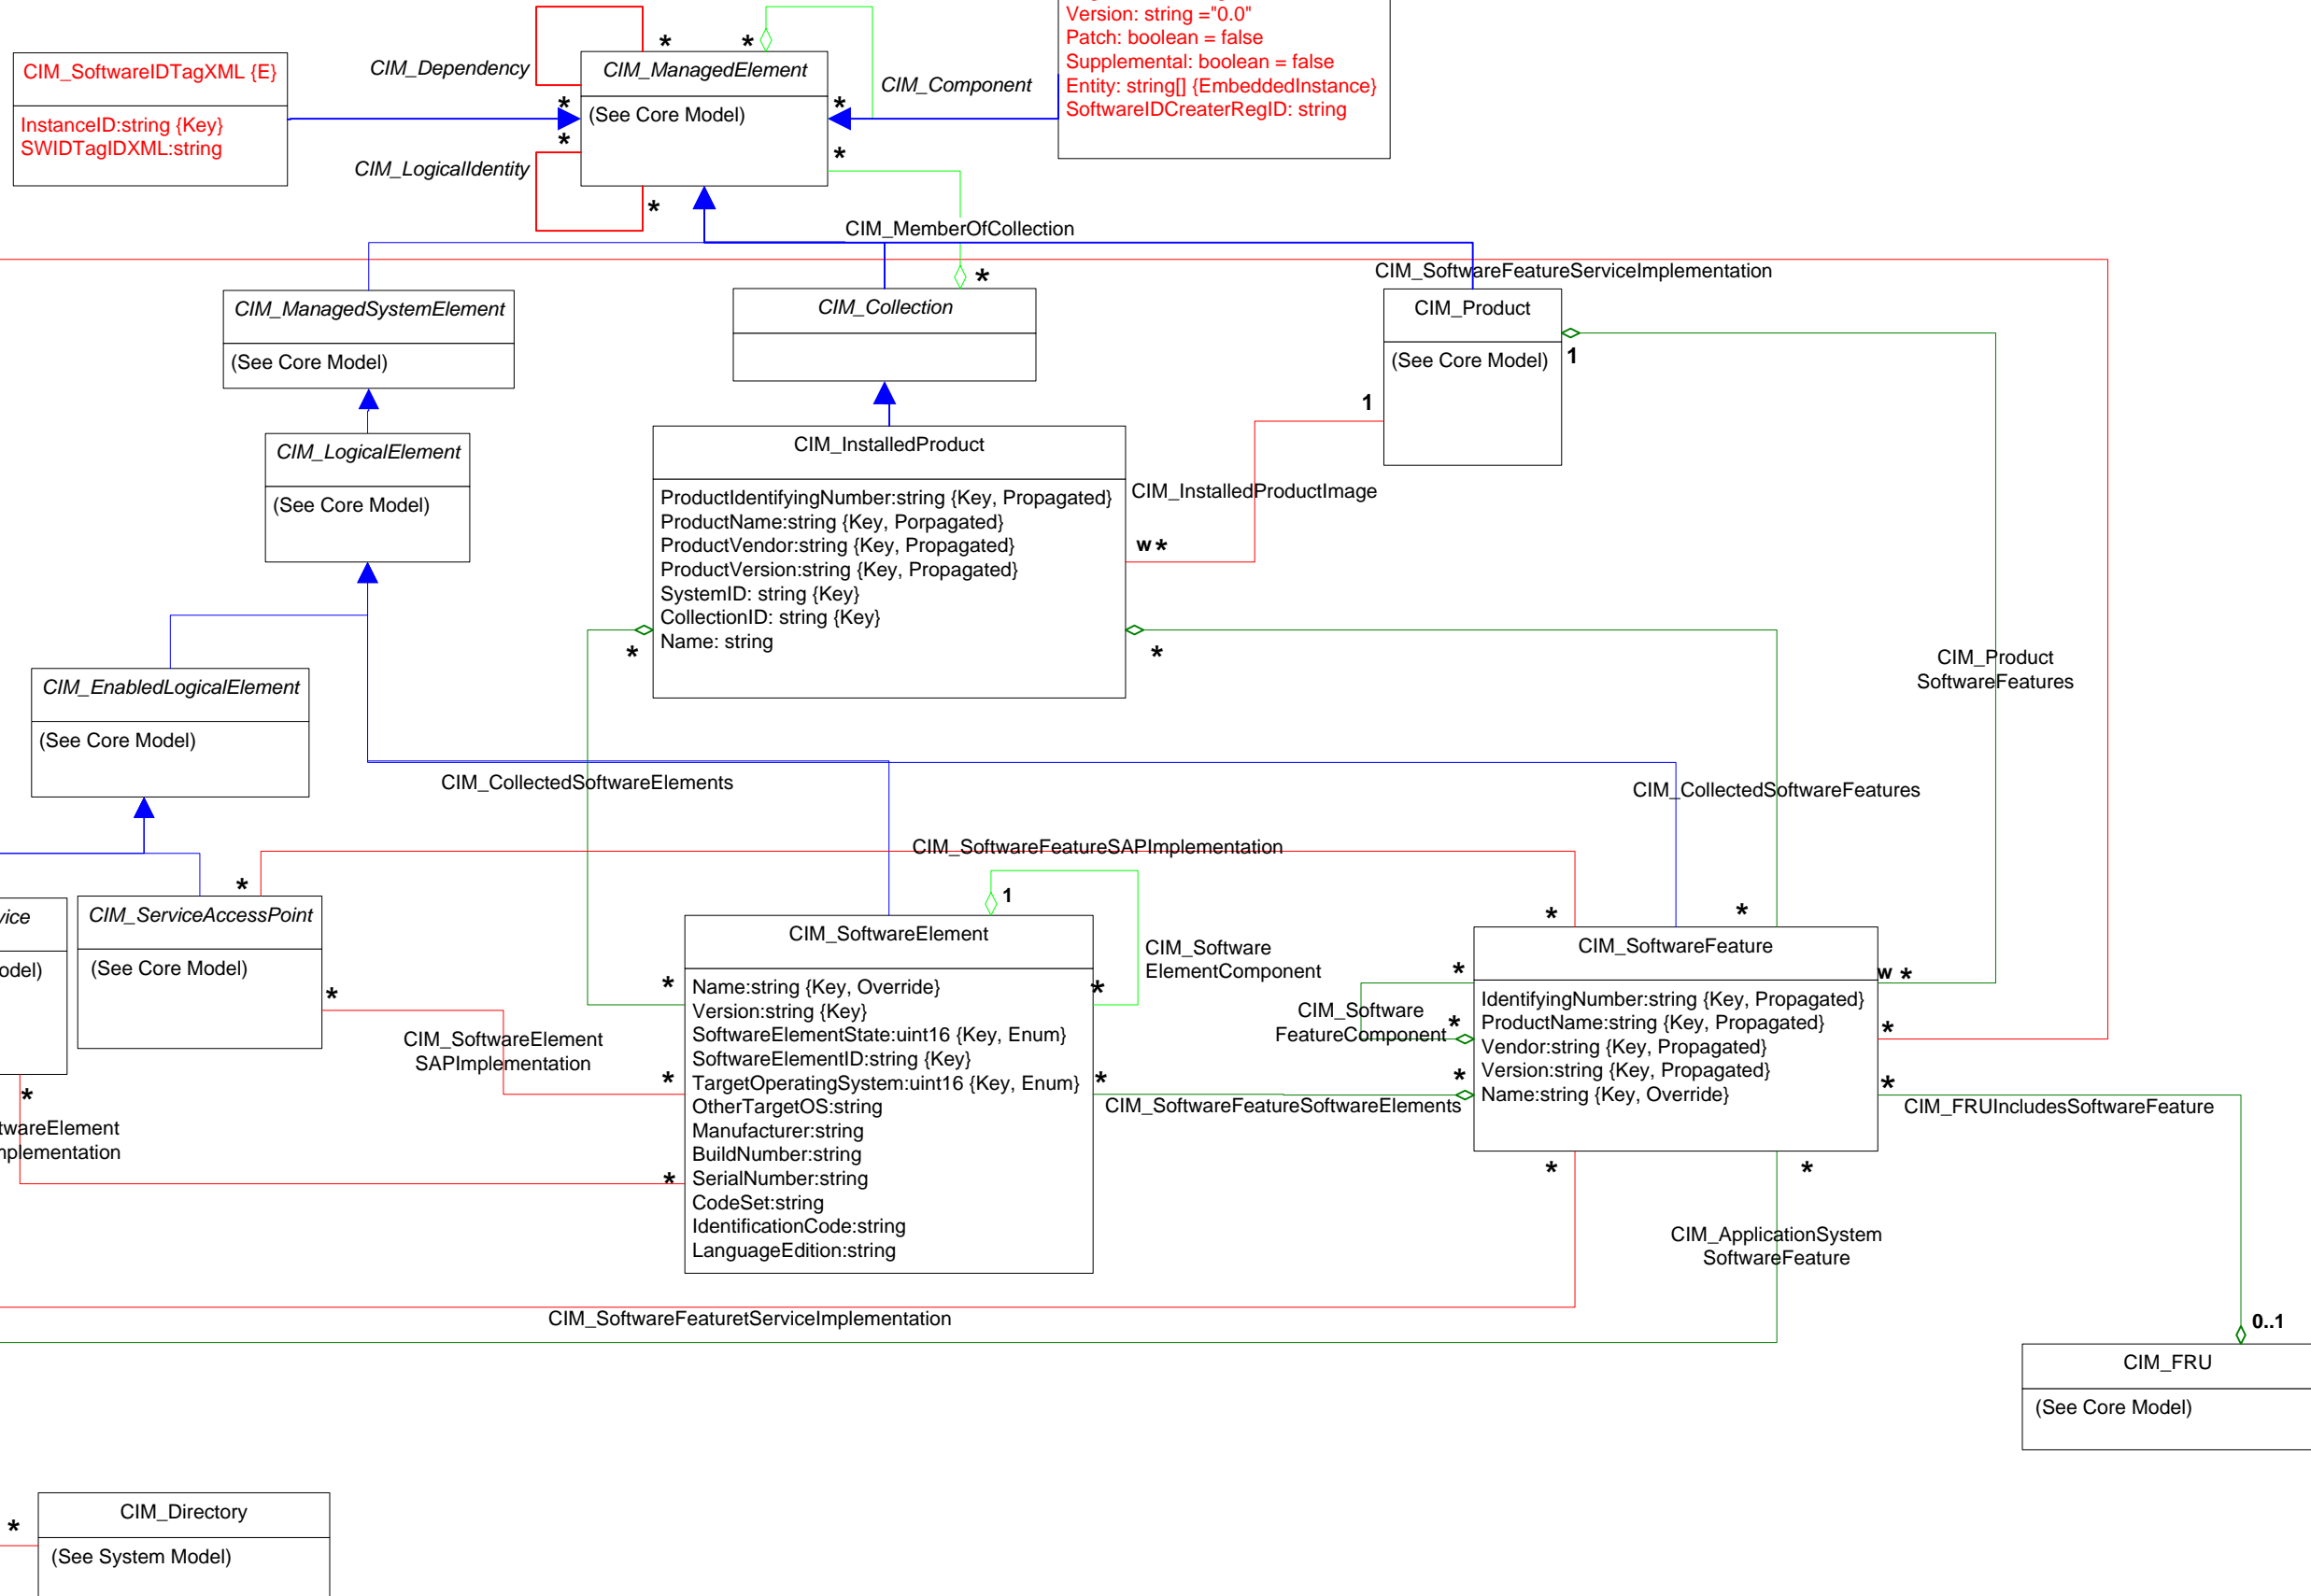 Version: string ="0.0"
Patch: boolean = false
Supplemental: boolean = false
Entity: string[] {EmbeddedInstance}
SoftwareIDCreaterRegID: string
CIM_SoftwareIDTagXML {E}
InstanceID:string {Key}
SWIDTagIDXML:string
CIM_Dependency
* *
CIM_ManagedElement
(See Core Model)
CIM_Component
* *
* *
CIM_LogicalIdentity
*
CIM_MemberOfCollection
*
CIM_SoftwareFeatureServiceImplementation
CIM_ManagedSystemElement
(See Core Model)
CIM_Collection
CIM_Product
(See Core Model)
1
1
CIM_LogicalElement
(See Core Model)
CIM_InstalledProduct
ProductIdentifyingNumber:string {Key, Propagated}
ProductName:string {Key, Porpagated}
ProductVendor:string {Key, Propagated}
ProductVersion:string {Key, Propagated}
SystemID: string {Key}
CollectionID: string {Key}
Name: string
CIM_InstalledProductImage
w *
* *
CIM_Product
SoftwareFeatures
CIM_EnabledLogicalElement
(See Core Model)
CIM_CollectedSoftwareElements
CIM_CollectedSoftwareFeatures
CIM_SoftwareFeatureSAPImplementation
*
vice
odel)
CIM_ServiceAccessPoint
(See Core Model)
*
1
CIM_SoftwareElement
Name:string {Key, Override}
Version:string {Key}
SoftwareElementState:uint16 {Key, Enum}
SoftwareElementID:string {Key}
TargetOperatingSystem:uint16 {Key, Enum}
OtherTargetOS:string
Manufacturer:string
BuildNumber:string
SerialNumber:string
CodeSet:string
IdentificationCode:string
LanguageEdition:string
*
*
*
CIM_Software
ElementComponent
*
*
CIM_SoftwareElement
SAPImplementation
*
twareElement
mplementation
* *
CIM_SoftwareFeature
IdentifyingNumber:string {Key, Propagated}
ProductName:string {Key, Propagated}
Vendor:string {Key, Propagated}
Version:string {Key, Propagated}
Name:string {Key, Override}
*
CIM_Software
FeatureComponent
*
*
w *
*
*
CIM_SoftwareFeatureSoftwareElements
CIM_FRUIncludesSoftwareFeature
* *
CIM_ApplicationSystem
SoftwareFeature
CIM_SoftwareFeaturetServiceImplementation
0..1
CIM_FRU
(See Core Model)
*
CIM_Directory
(See System Model)